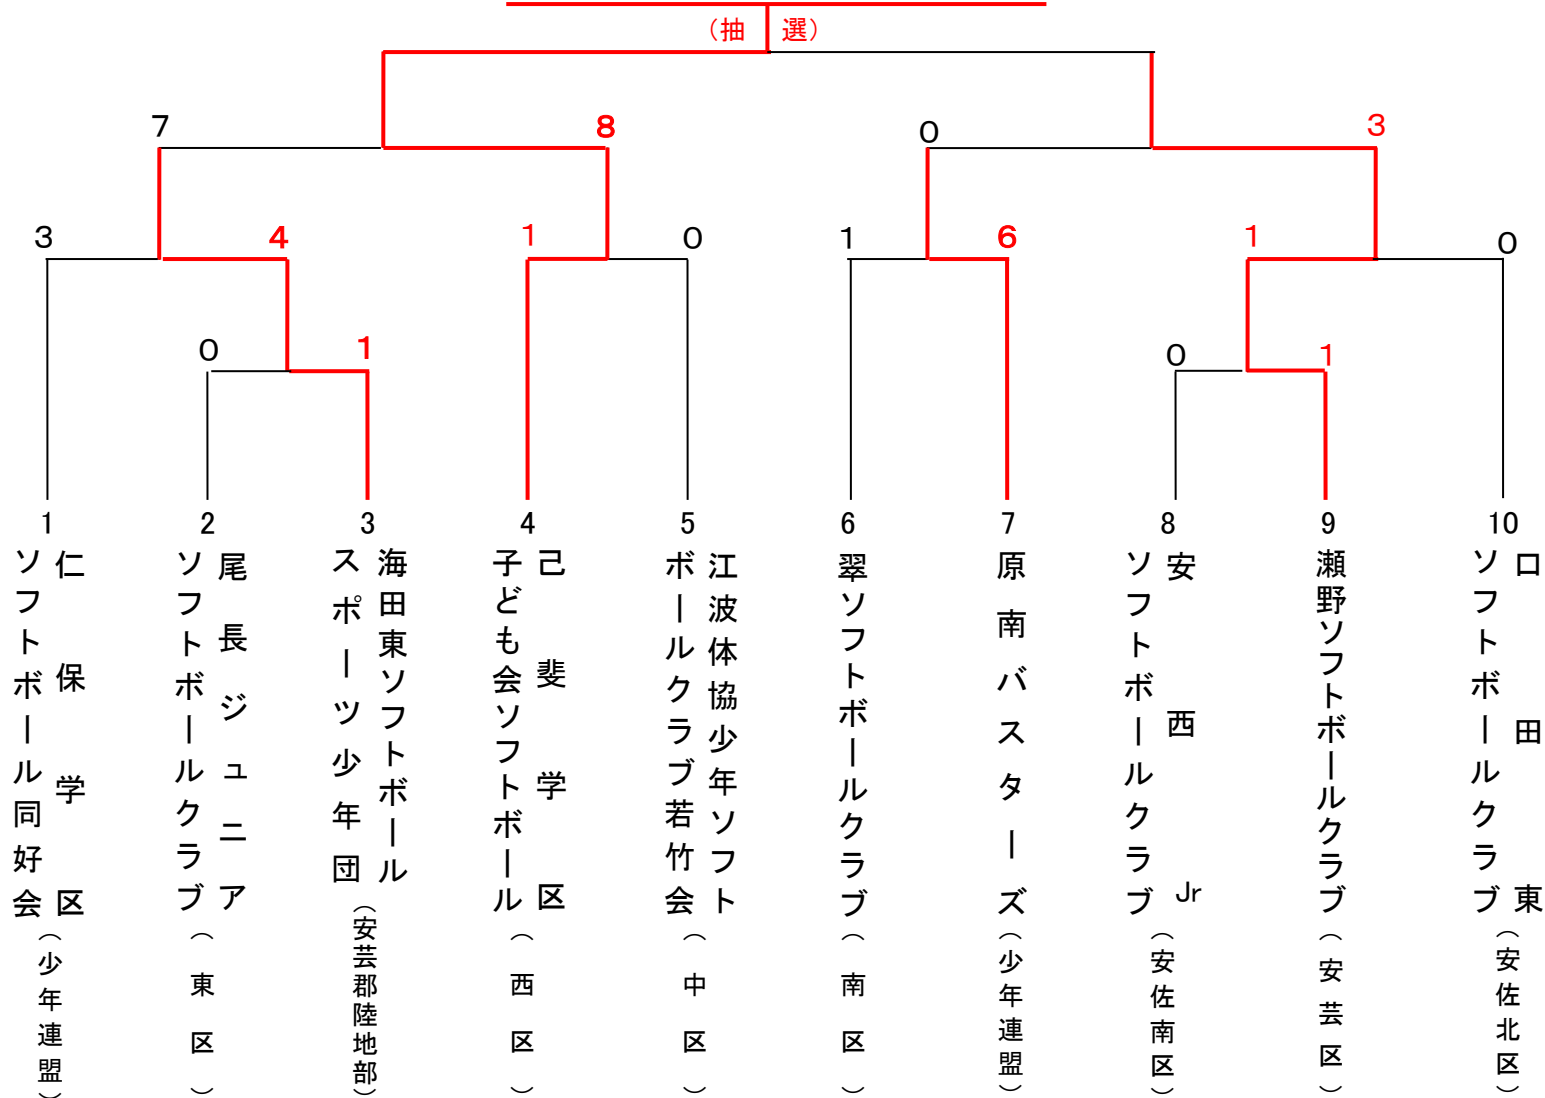 （抽　選）
7
8
0
3
3
4
1
0
1
6
1
0
0
1
0
1
1
2
3
4
5
6
7
8
9
10
仁保学区
ソフトボール同好会
（少年連盟）
尾長ジュニア
ソフトボールクラブ
（東区）
海田東ソフトボール
スポーツ少年団
（安芸郡陸地部）
己斐学区
子ども会ソフトボール
（西区）
江波体協少年ソフト
ボールクラブ若竹会
（中区）
翠ソフトボールクラブ
（南区）
原南バスターズ
（少年連盟）
安西Jr
ソフトボールクラブ
（安佐南区）
瀬野ソフトボールクラブ
（安芸区）
口田東
ソフトボールクラブ
（安佐北区）